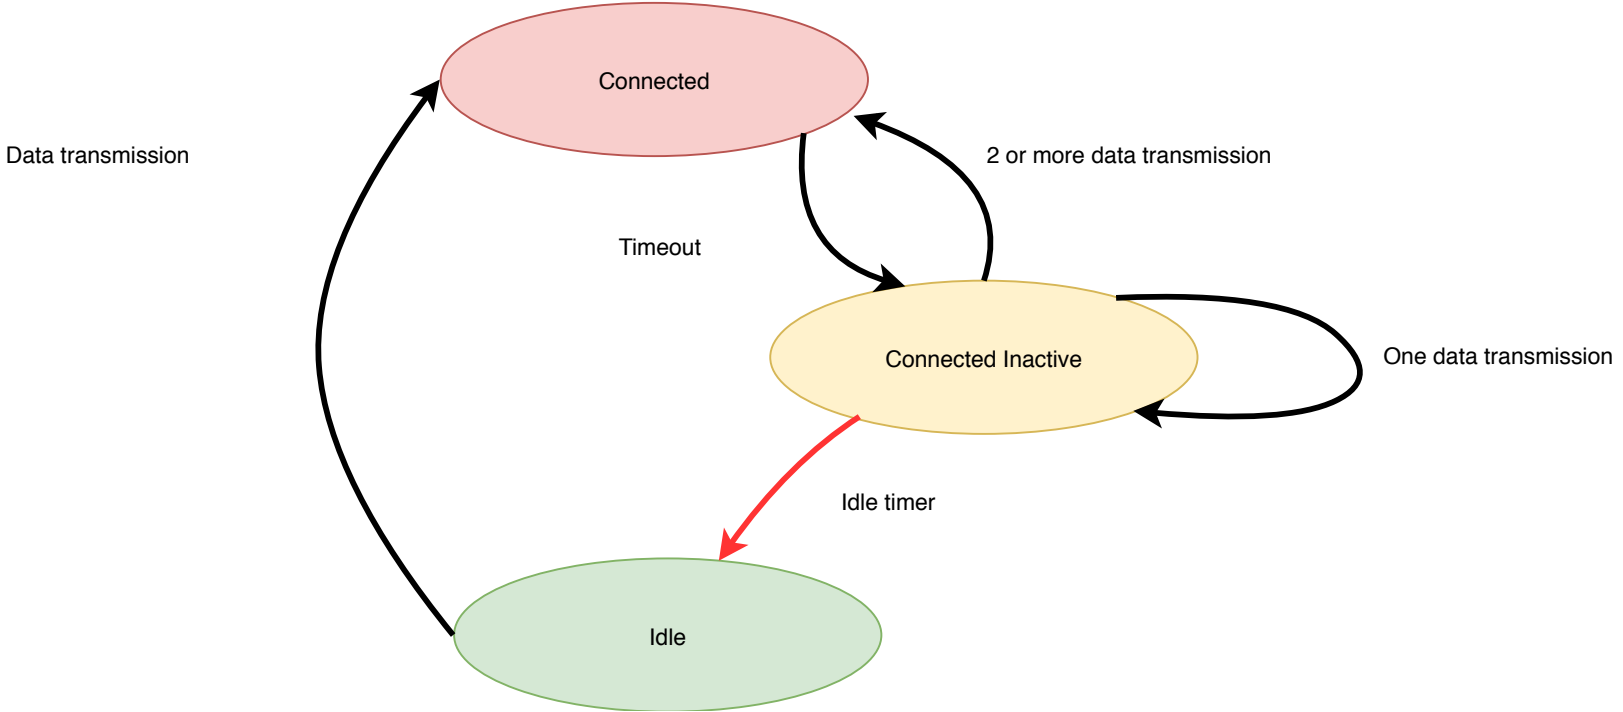 Connected
Data transmission
2 or more data transmission
Timeout
Connected Inactive
One data transmission
Idle timer
Idle